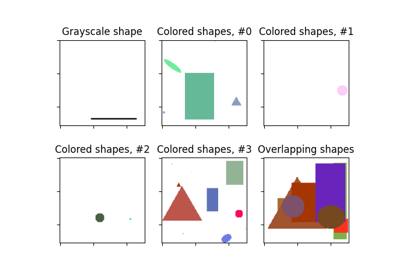 Grayscale shape
Colored shapes, #0
Colored shapes, #1
Colored shapes, #2
Colored shapes, #3
Overlapping shapes